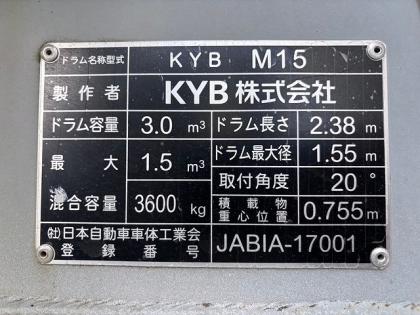 ドラム名称型式 KYB M15
製作者 KYB 株式会社
ドラム容量 3.0 m³ ドラム長さ 2.38 m
最大 1.5 m³ ドラム最大径 1.55 m
混合容量 3600 kg 取付角度 20 °
積載物重心位置 0.755 m
(社)日本自動車車体工業会
登録番号 JABIA-17001